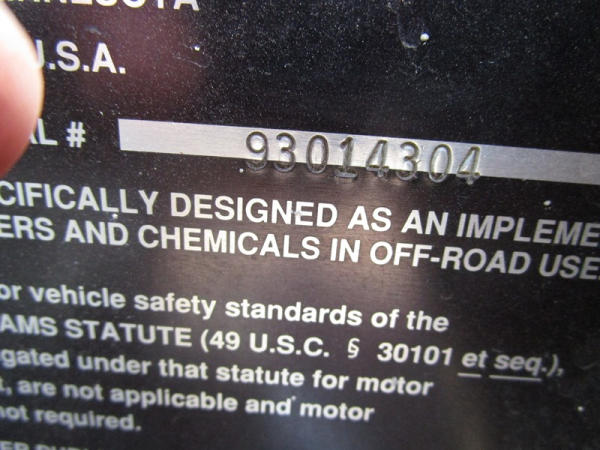 MINNESOTA
U.S.A.
AL # 93014304
CIFICALLY DESIGNED AS AN IMPLEME
ERS AND CHEMICALS IN OFF-ROAD USE
or vehicle safety standards of the
AMS STATUTE (49 U.S.C. § 30101 et seq.),
gated under that statute for motor
t, are not applicable and motor
not required.